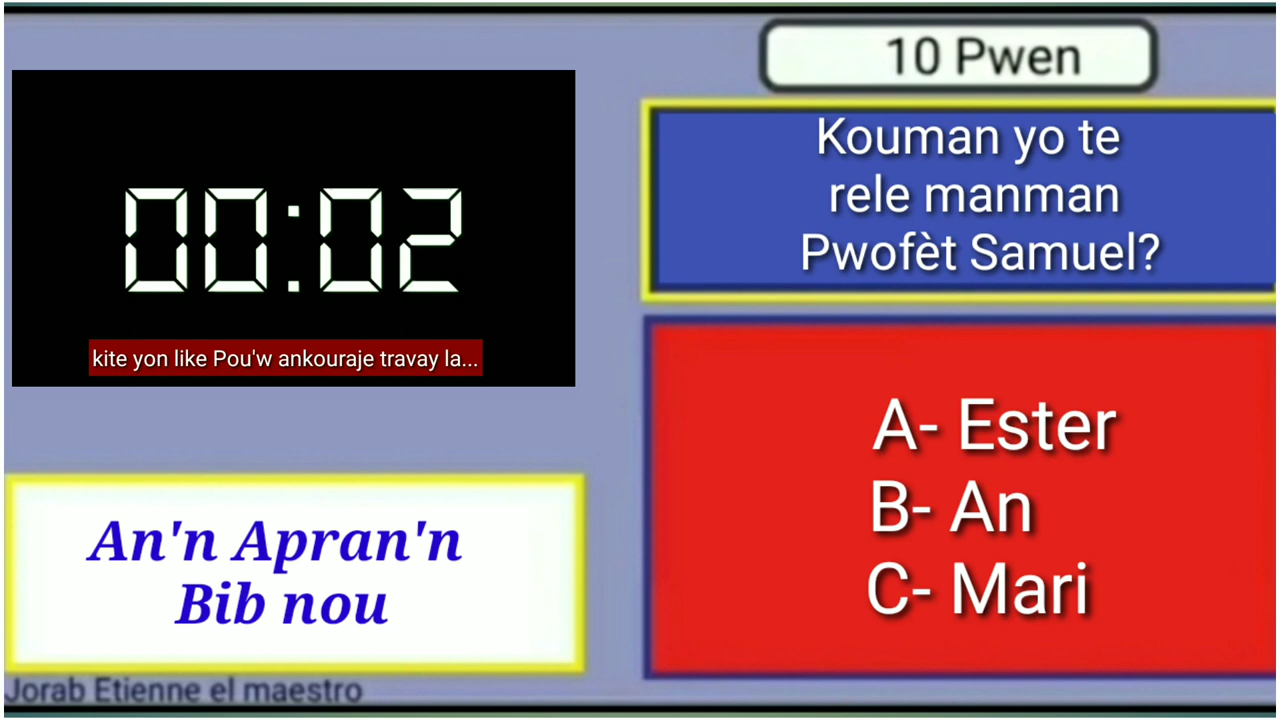 10 Pwen
Kouman yo te
rele manman
Pwofèt Samuel?
00:02
kite yon like Pou'w ankouraje travay la...
A- Ester
B- An
C- Mari
An'n Apran'n
Bib nou
Jorab Etienne el maestro